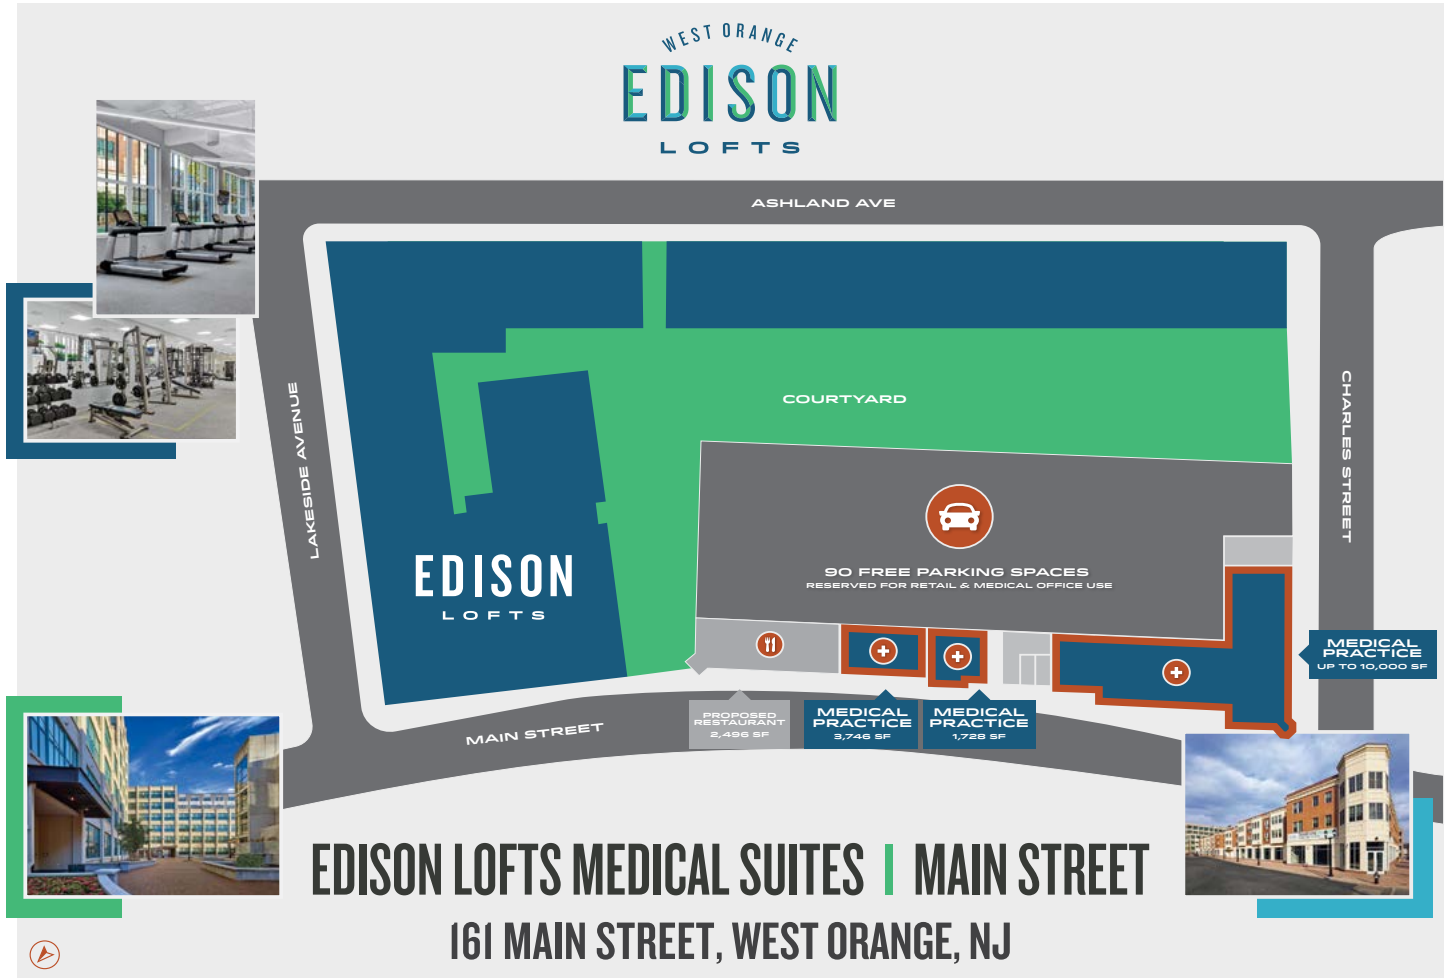 WEST ORANGE
EDISON
LOFTS
ASHLAND AVE
LAKESIDE AVENUE
COURTYARD
CHARLES STREET
EDISON
LOFTS
90 FREE PARKING SPACES
RESERVED FOR RETAIL & MEDICAL OFFICE USE
MEDICAL
PRACTICE
UP TO 10,000 SF
MAIN STREET
PROPOSED
RESTAURANT
2,496 SF
MEDICAL
PRACTICE
3,746 SF
MEDICAL
PRACTICE
1,728 SF
EDISON LOFTS MEDICAL SUITES | MAIN STREET
161 MAIN STREET, WEST ORANGE, NJ